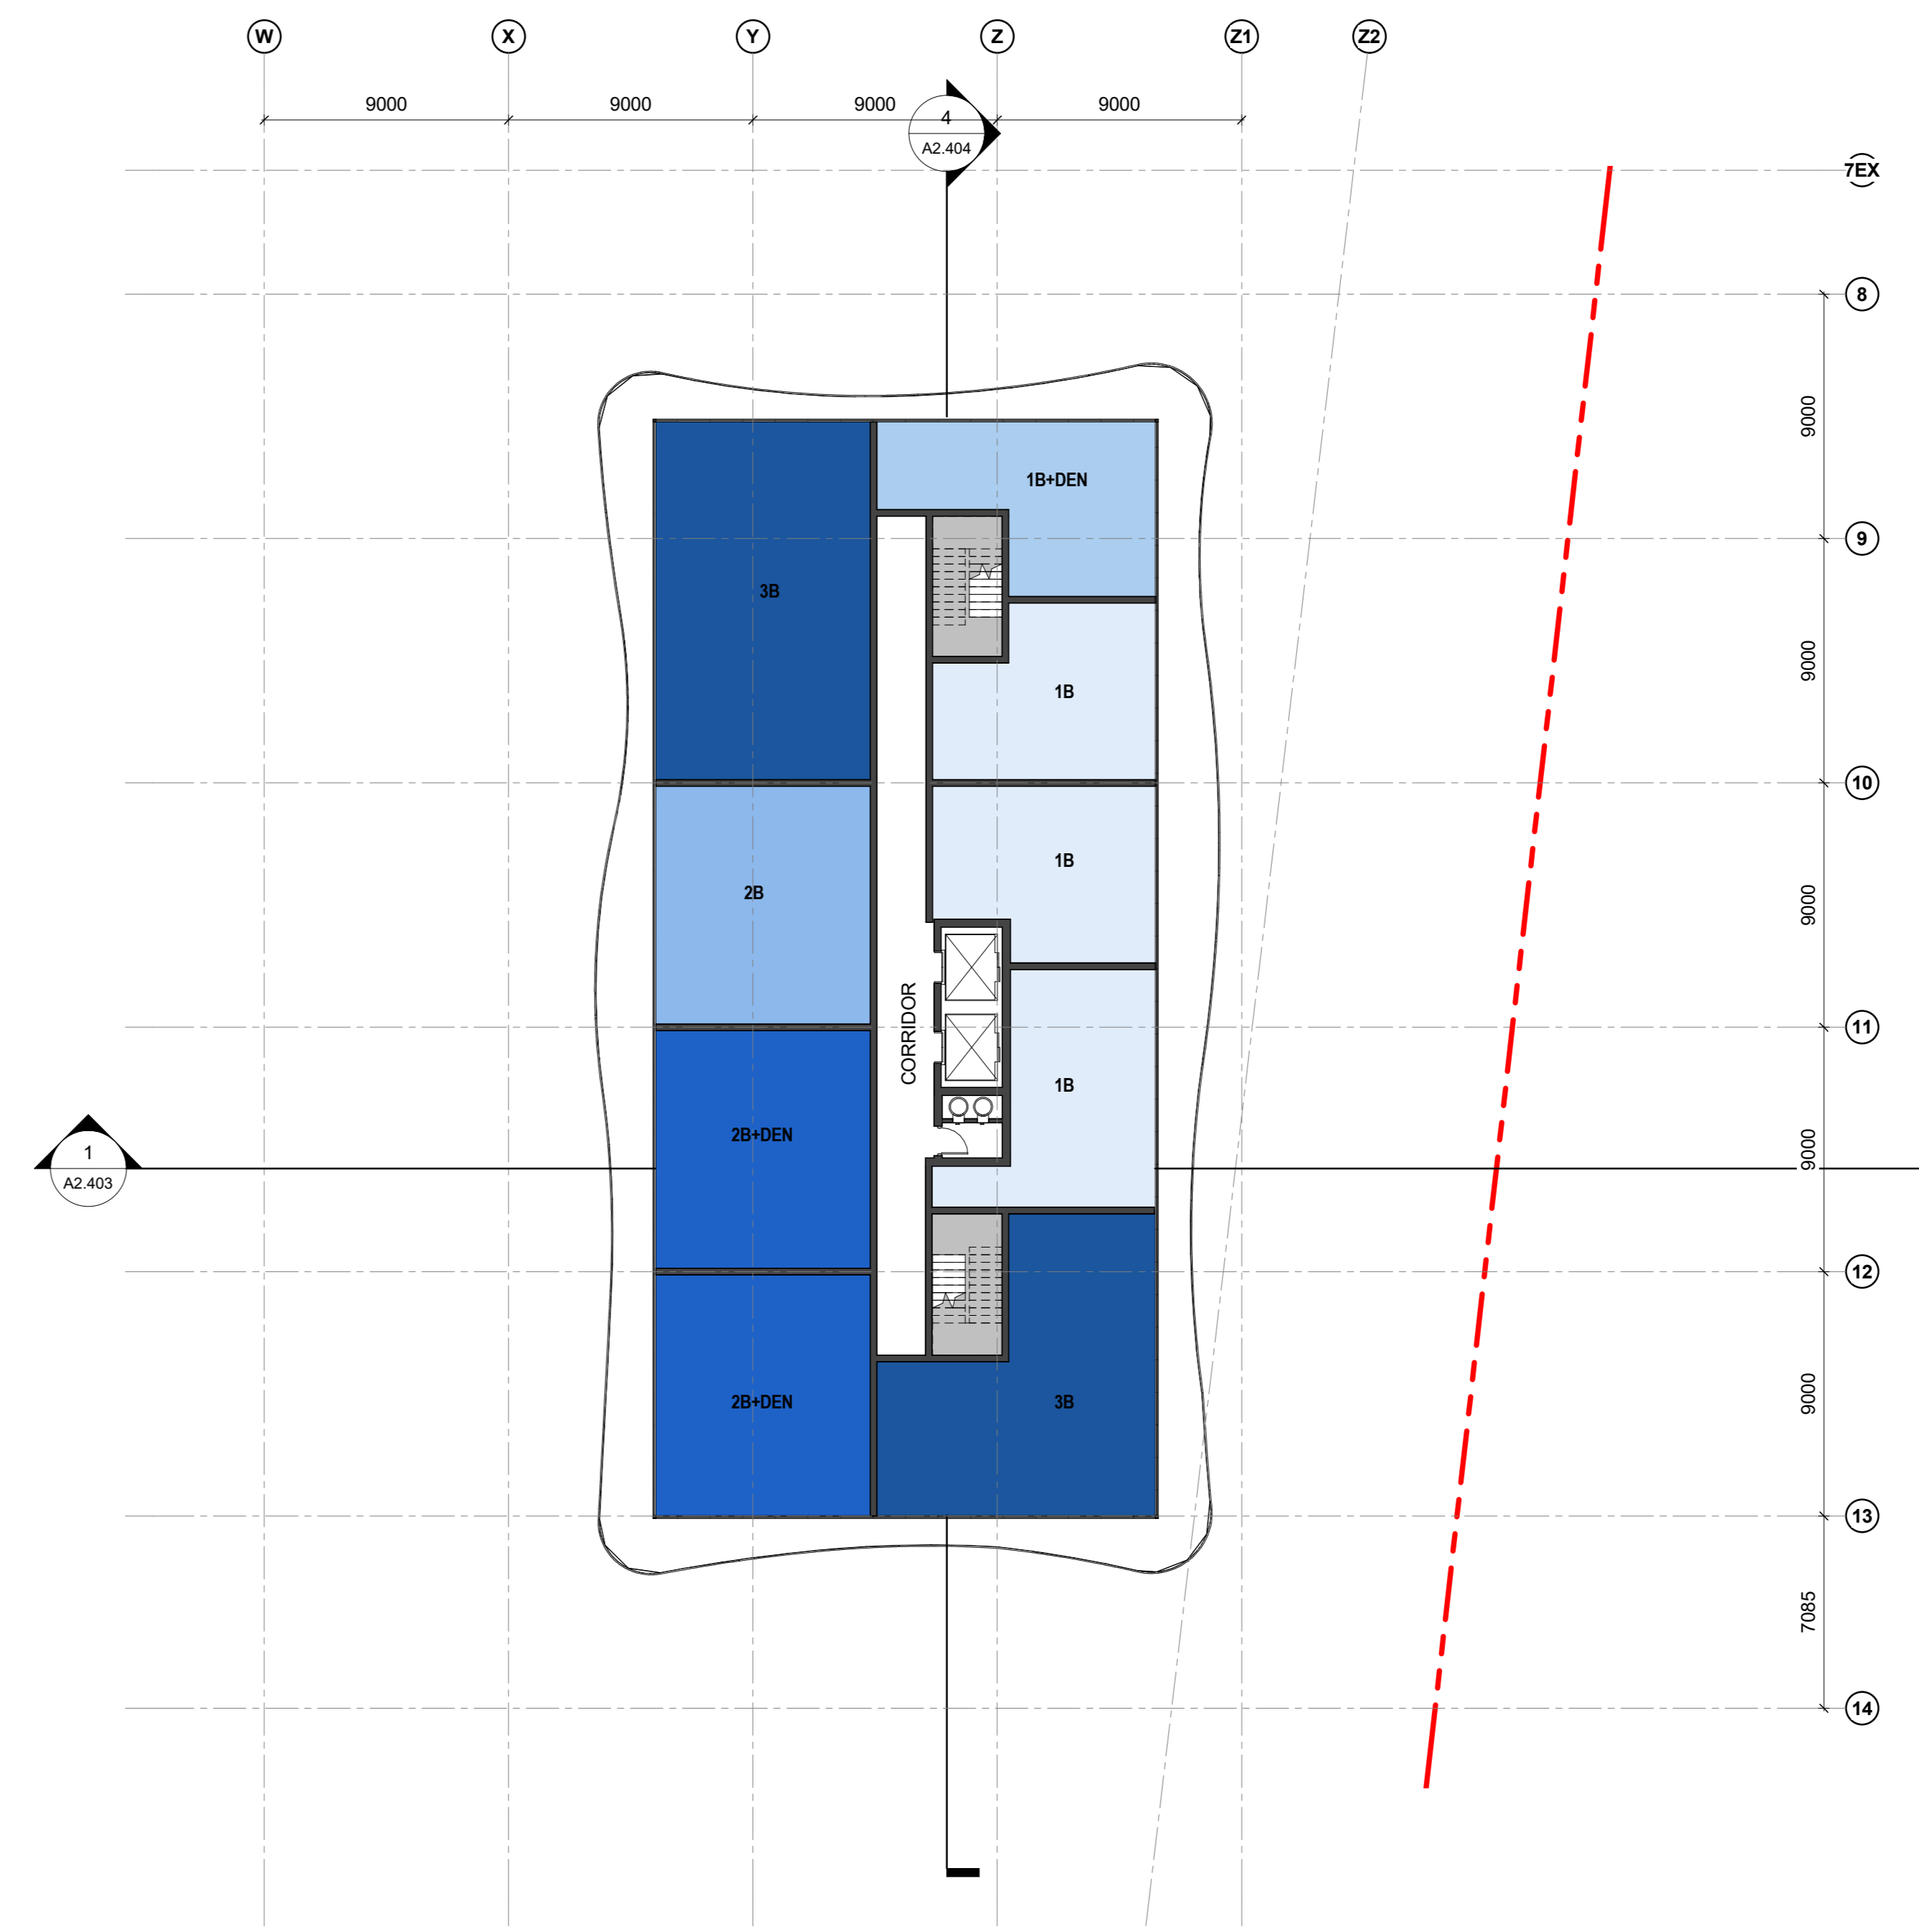 W
X
Y
Z
Z1
Z2
9000
9000
9000
9000
4
A2.404
7EX
8
9000
1B+DEN
9
3B
9000
1B
10
1B
2B
9000
CORRIDOR
11
1B
2B+DEN
1
A2.403
9000
12
2B+DEN
3B
9000
13
7085
14